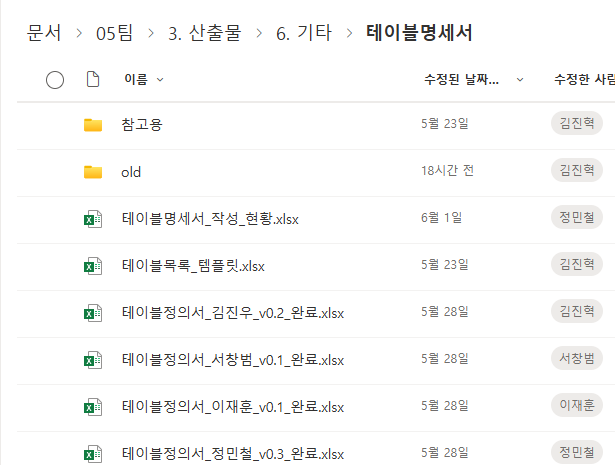 문서 > 05팀 > 3. 산출물 > 6. 기타 > 테이블명세서
이름 수정된 날짜... 수정한 사람
참고용 5월 23일 김진혁
old 18시간 전 김진혁
테이블명세서_작성_현황.xlsx 6월 1일 정민철
테이블목록_템플릿.xlsx 5월 23일 김진혁
테이블정의서_김진우_v0.2_완료.xlsx 5월 28일 김진혁
테이블정의서_서창범_v0.1_완료.xlsx 5월 28일 서창범
테이블정의서_이재훈_v0.1_완료.xlsx 5월 28일 이재훈
테이블정의서_정민철_v0.3_완료.xlsx 5월 28일 정민철